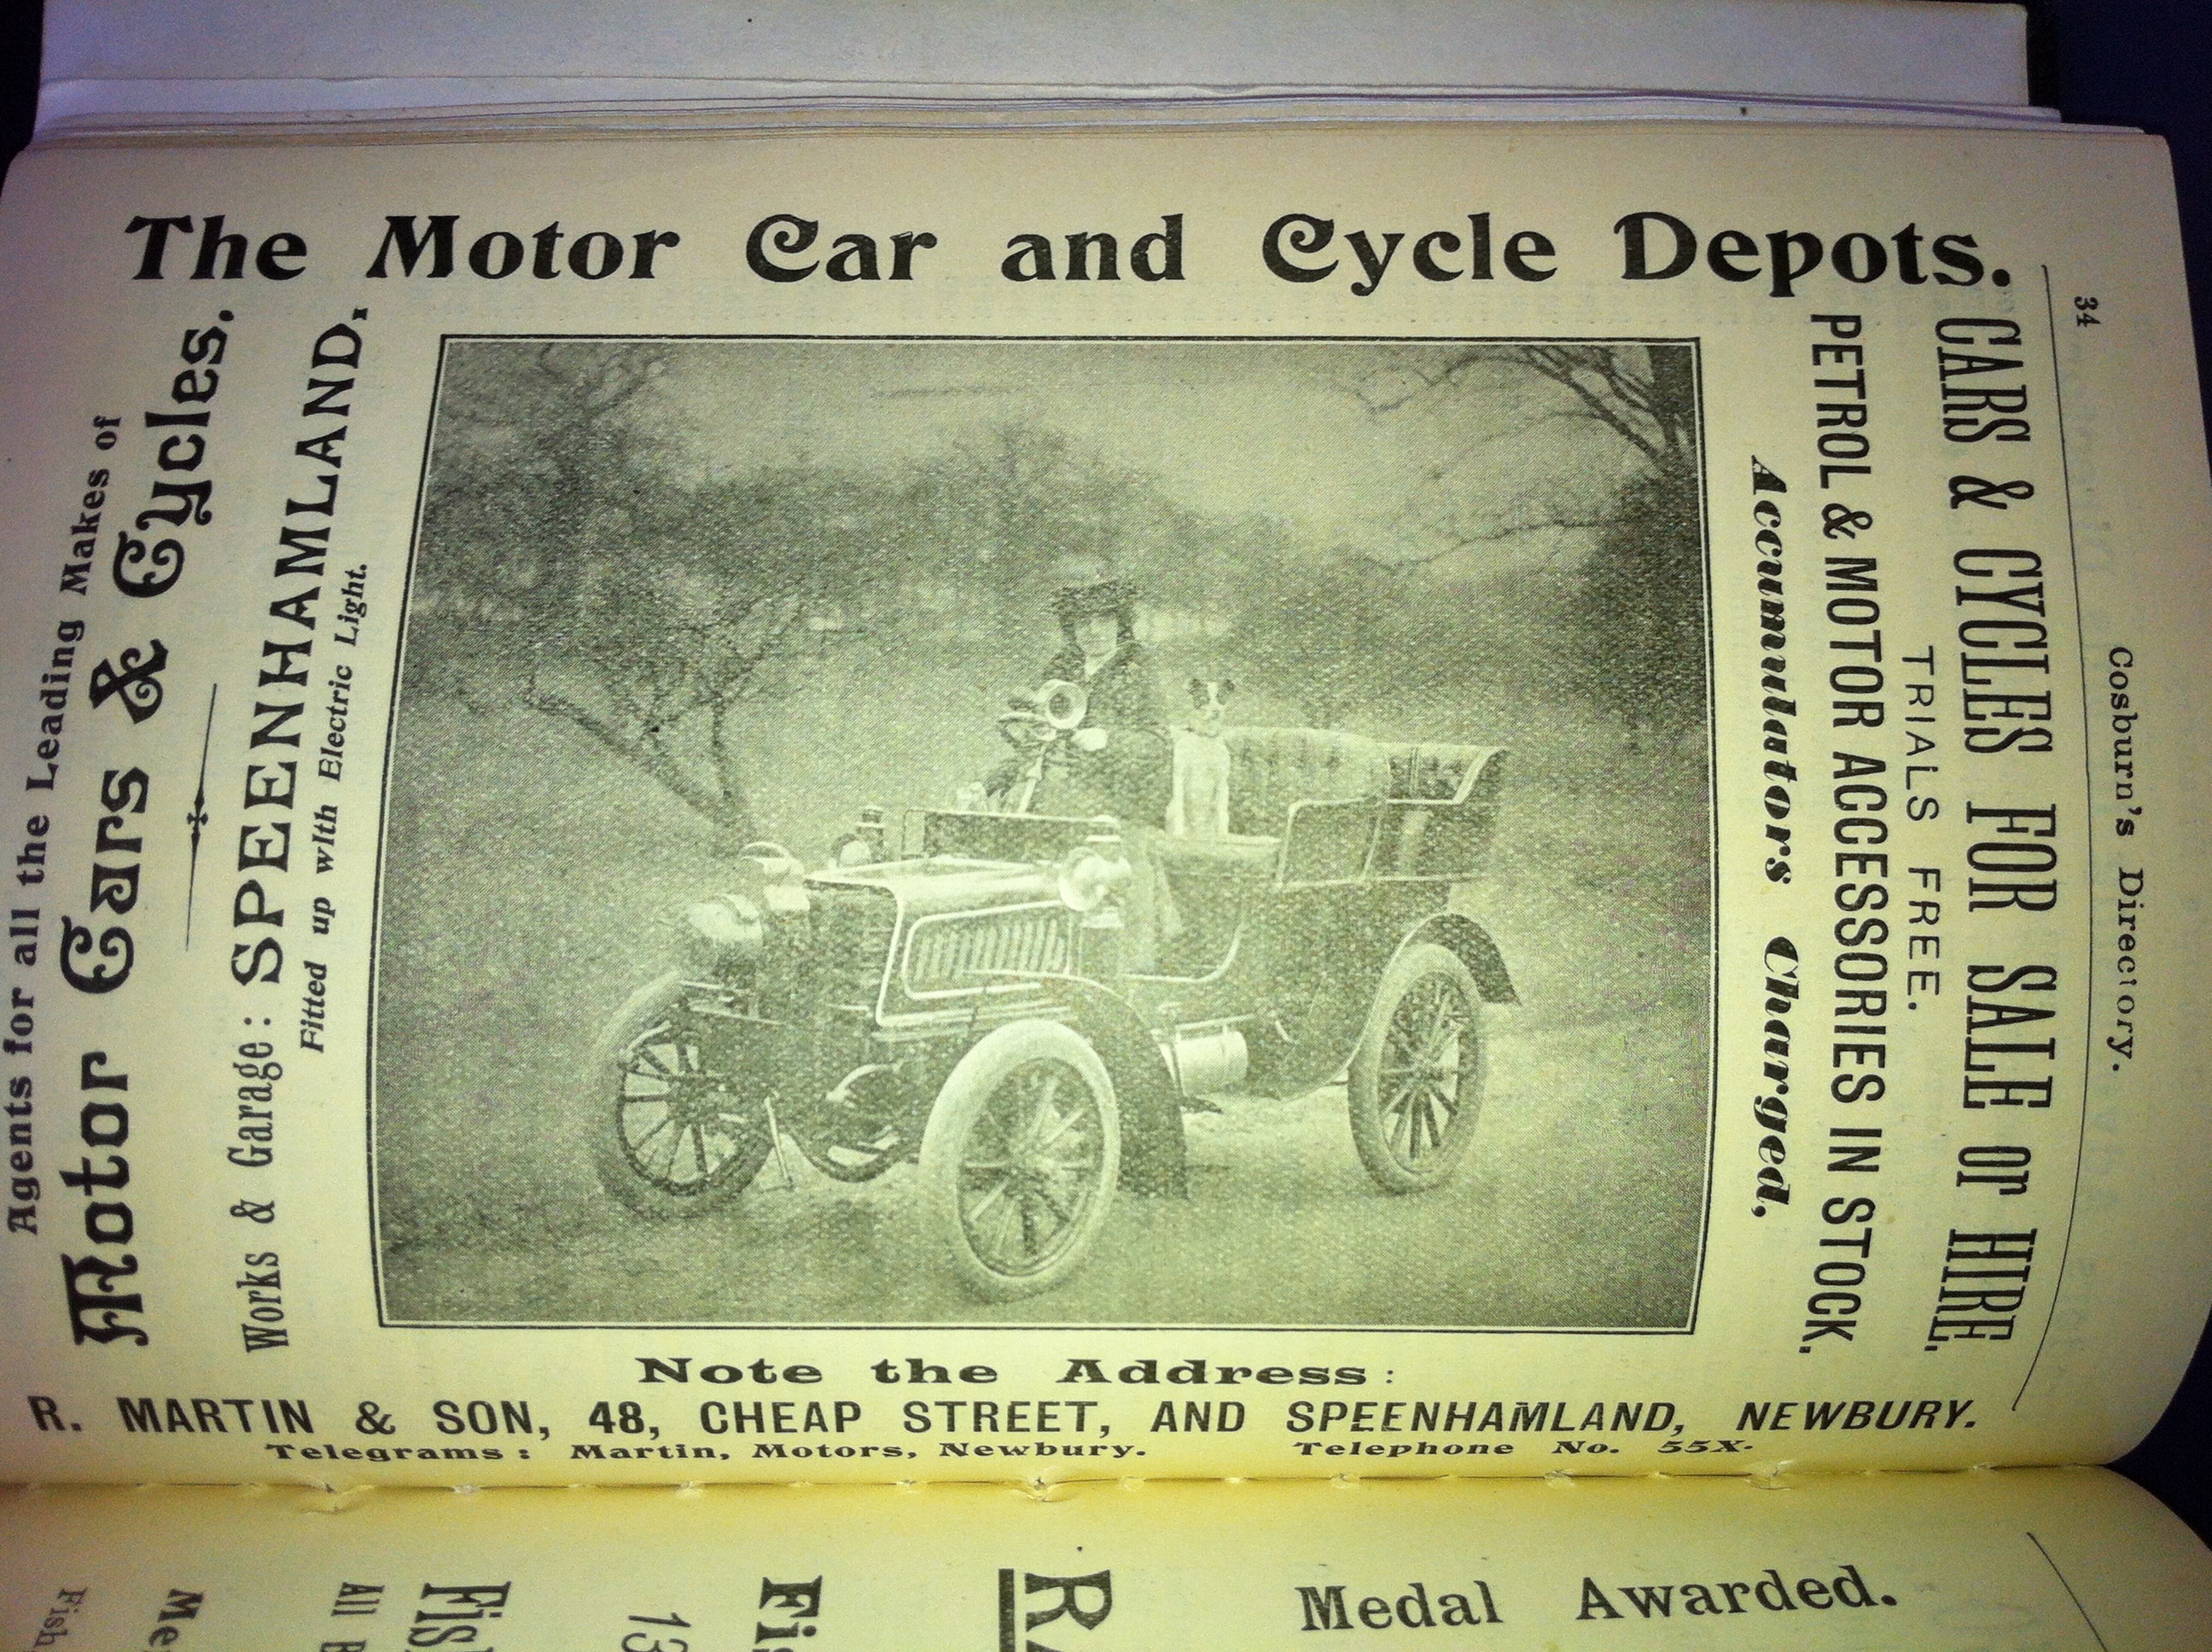 34
Cosburn's Directory.
The Motor Car and Cycle Depots.
CARS & CYCLES FOR SALE or HIRE.
TRIALS FREE.
PETROL & MOTOR ACCESSORIES IN STOCK.
Accumulators Charged,
Agents for all the Leading Makes of
Motor Cars & Cycles.
Works & Garage: SPEENHAMLAND.
Fitted up with Electric Light.
Note the Address:
R. MARTIN & SON, 48, CHEAP STREET, AND SPEENHAMLAND, NEWBURY.
Telegrams: Martin, Motors, Newbury. Telephone No. 55X.
Medal Awarded.
All
13